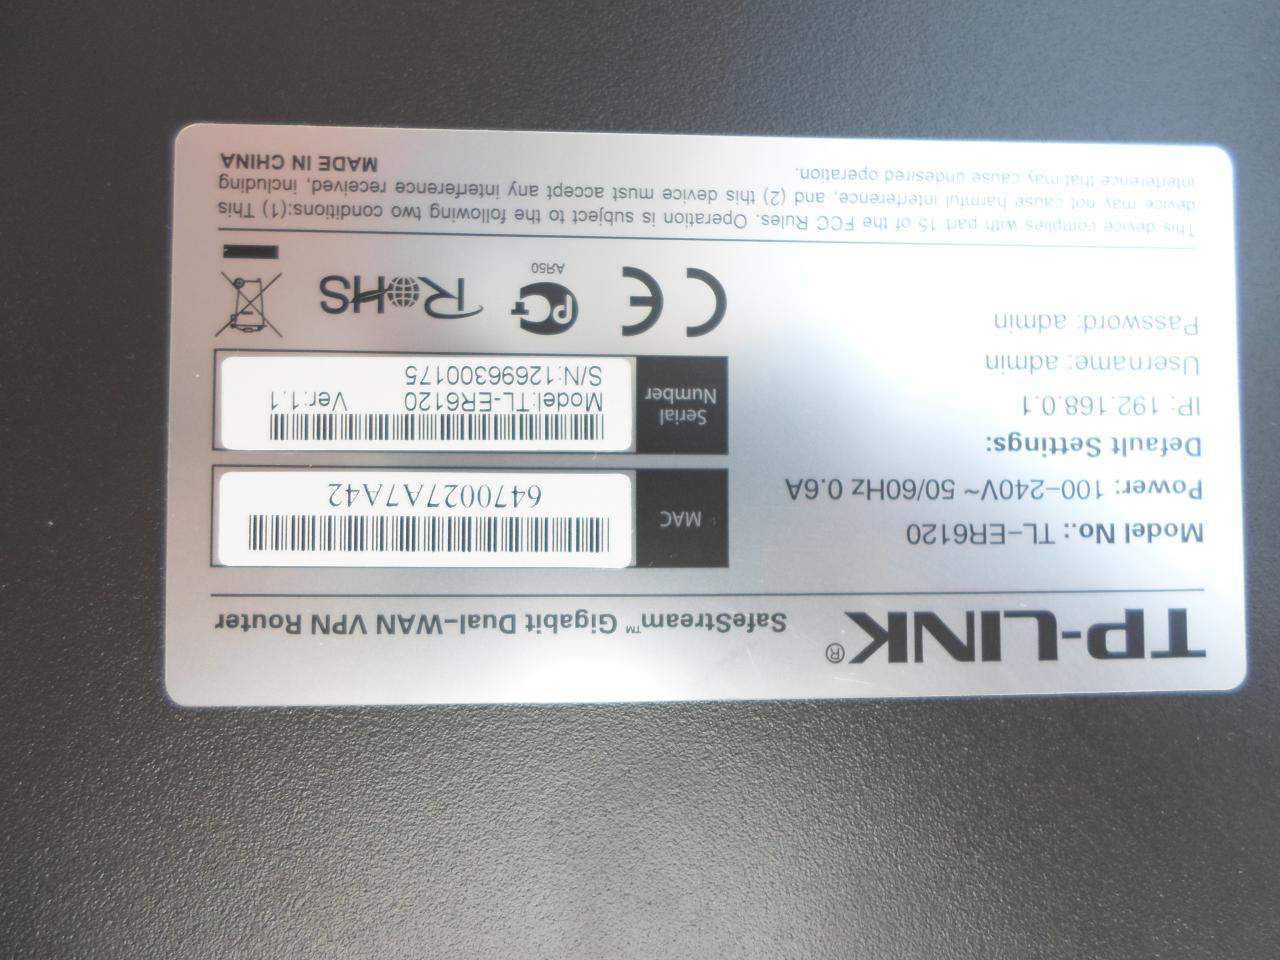 TP-LINK® SafeStream™ Gigabit Dual-WAN VPN Router
Model No.: TL-ER6120
Power: 100-240V~ 50/60Hz 0.6A
Default Settings:
IP: 192.168.0.1
Username: admin
Password: admin
MAC
6470027A7A42
Serial
Number
Model:TL-ER6120 Ver:1.1
S/N:12696300175
CE
PCT
АЯ50
RoHS
This device complies with part 15 of the FCC Rules. Operation is subject to the following two conditions:(1) This
device may not cause harmful interference, and (2) this device must accept any interference received, including
interference that may cause undesired operation.
MADE IN CHINA